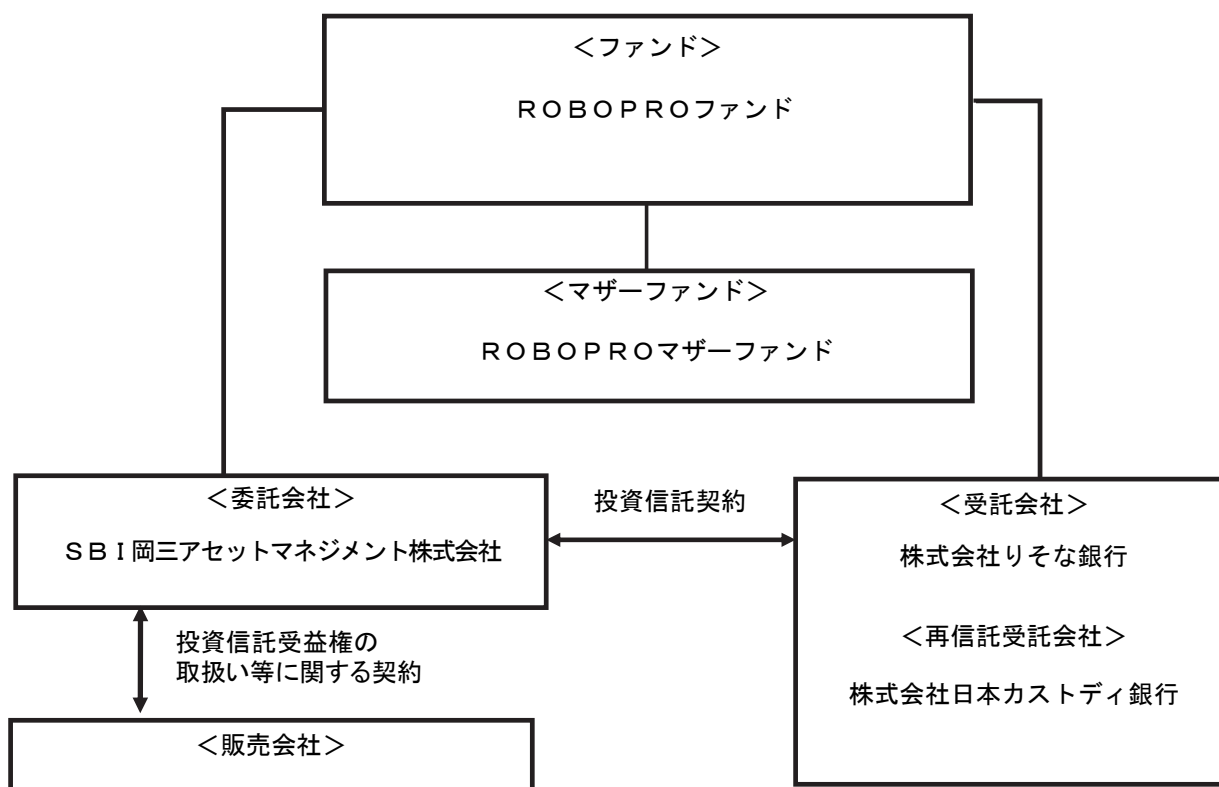 ＜ファンド＞
ＲＯＢＯＰＲＯファンド
＜マザーファンド＞
ＲＯＢＯＰＲＯマザーファンド
＜委託会社＞
ＳＢＩ岡三アセットマネジメント株式会社
投資信託契約
＜受託会社＞
株式会社りそな銀行
＜再信託受託会社＞
株式会社日本カストディ銀行
投資信託受益権の
取扱い等に関する契約
＜販売会社＞